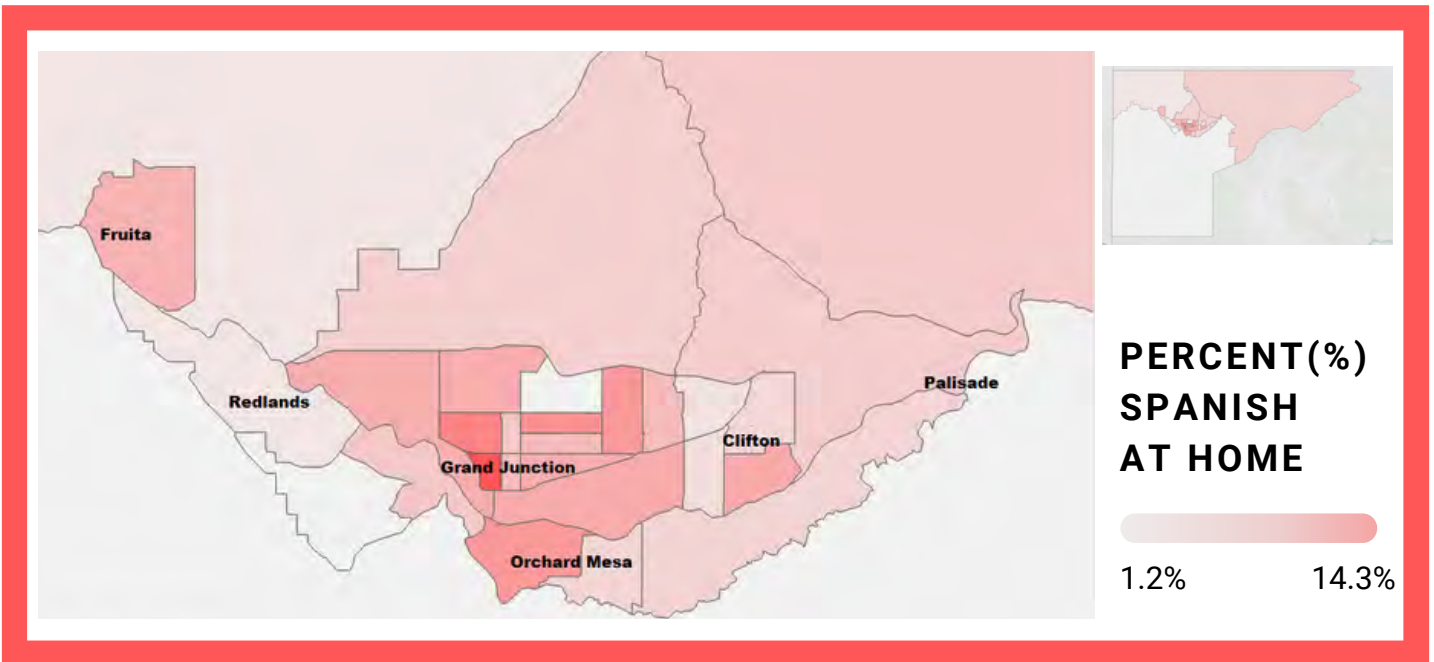 Fruita
Redlands
Palisade
Clifton
Grand Junction
Orchard Mesa
PERCENT(%)
SPANISH
AT HOME
1.2% 14.3%